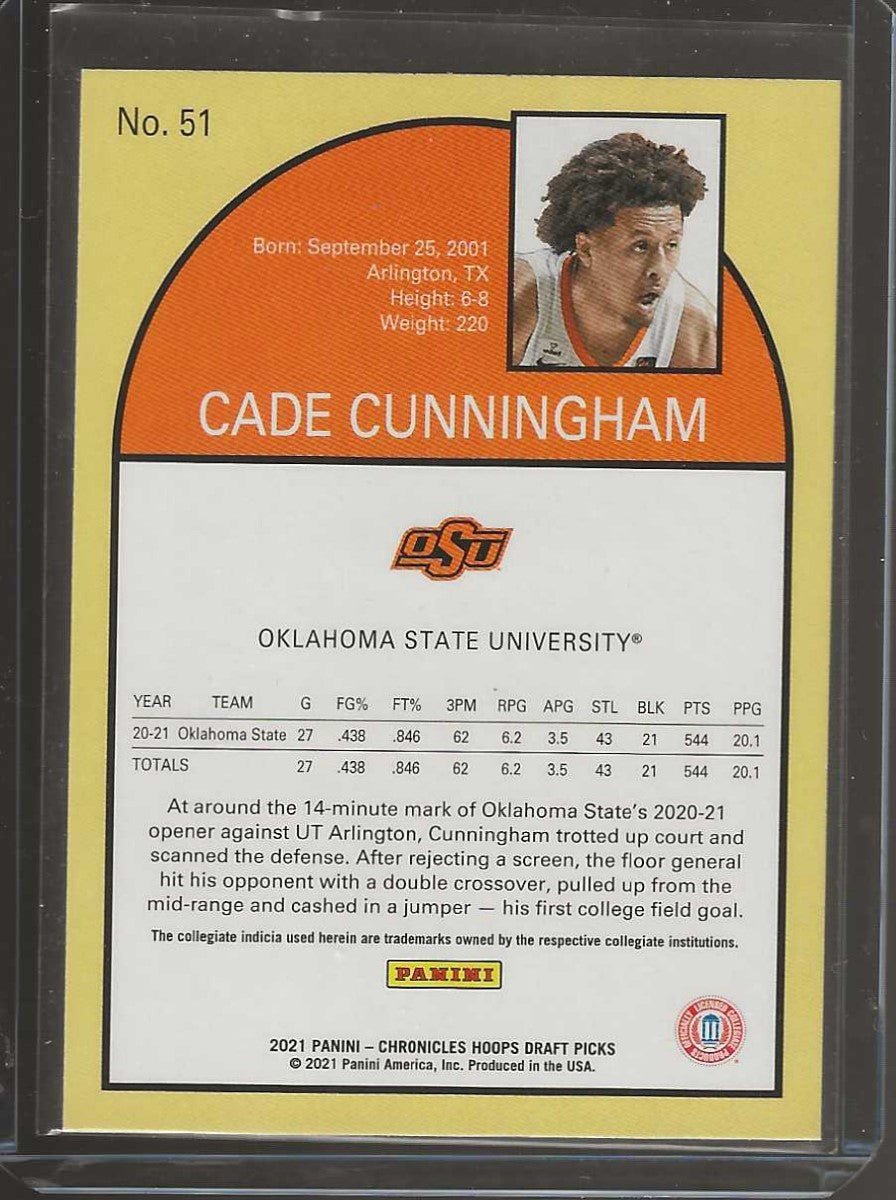 No. 51
Born: September 25, 2001
Arlington, TX
Height: 6-8
Weight: 220
CADE CUNNINGHAM
OSU
OKLAHOMA STATE UNIVERSITY®
YEAR TEAM G FG% FT% 3PM RPG APG STL BLK PTS PPG
20-21 Oklahoma State 27 .438 .846 62 6.2 3.5 43 21 544 20.1
TOTALS 27 .438 .846 62 6.2 3.5 43 21 544 20.1
At around the 14-minute mark of Oklahoma State's 2020-21
opener against UT Arlington, Cunningham trotted up court and
scanned the defense. After rejecting a screen, the floor general
hit his opponent with a double crossover, pulled up from the
mid-range and cashed in a jumper — his first college field goal.
The collegiate indicia used herein are trademarks owned by the respective collegiate institutions.
PANINI
OFFICIALLY LICENSED COLLEGIATE PRODUCTS
2021 PANINI – CHRONICLES HOOPS DRAFT PICKS
© 2021 Panini America, Inc. Produced in the USA.